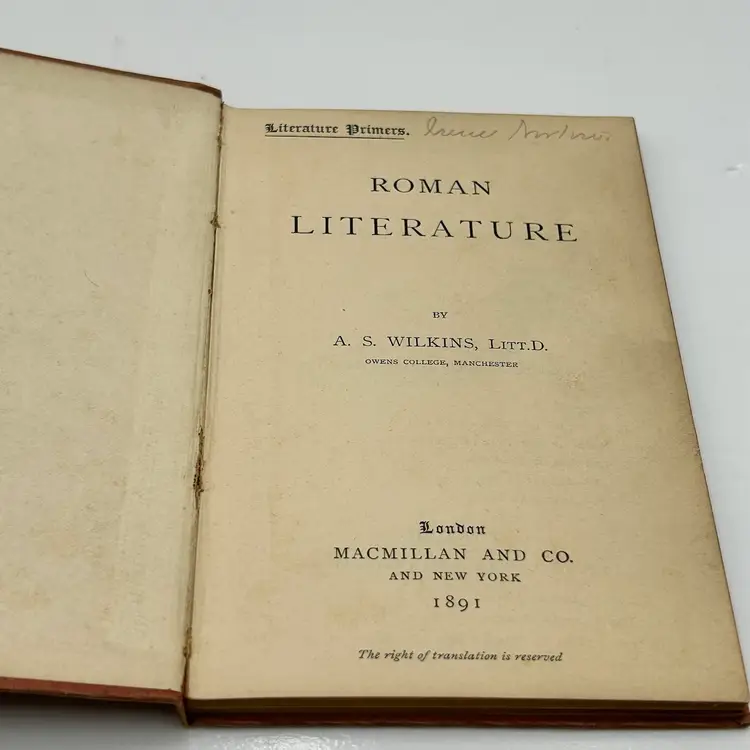 Literature Primers.
ROMAN
LITERATURE
BY
A. S. WILKINS, LITT.D.
OWENS COLLEGE, MANCHESTER
London
MACMILLAN AND CO.
AND NEW YORK
1891
The right of translation is reserved